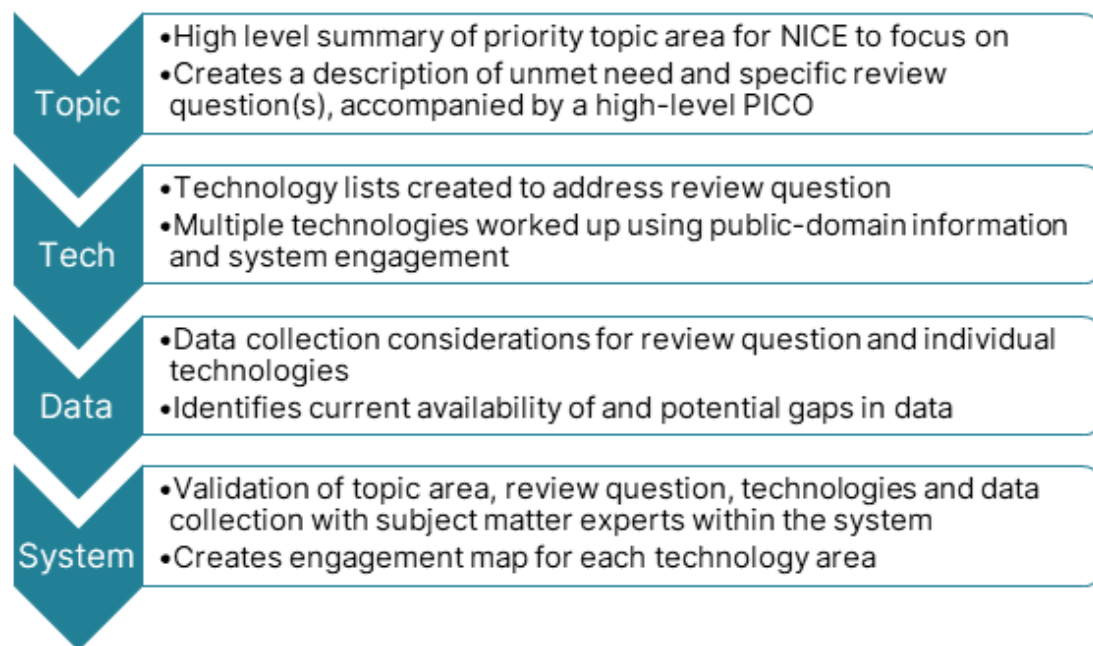 Topic
•High level summary of priority topic area for NICE to focus on
•Creates a description of unmet need and specific review
question(s), accompanied by a high-level PICO
Tech
•Technology lists created to address review question
•Multiple technologies worked up using public-domain information
and system engagement
Data
•Data collection considerations for review question and individual
technologies
•Identifies current availability of and potential gaps in data
System
•Validation of topic area, review question, technologies and data
collection with subject matter experts within the system
•Creates engagement map for each technology area